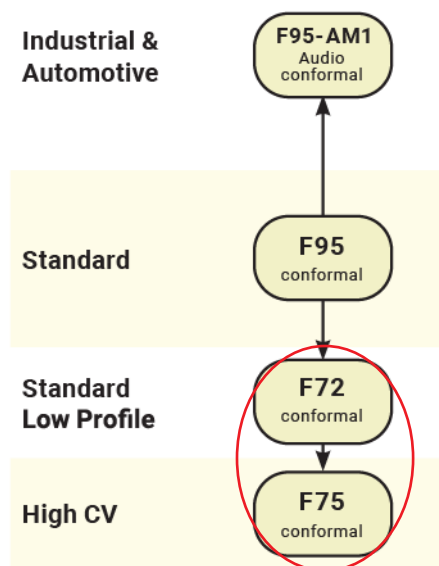 Industrial &
Automotive
F95-AM1
Audio
conformal
Standard
F95
conformal
Standard
Low Profile
F72
conformal
High CV
F75
conformal